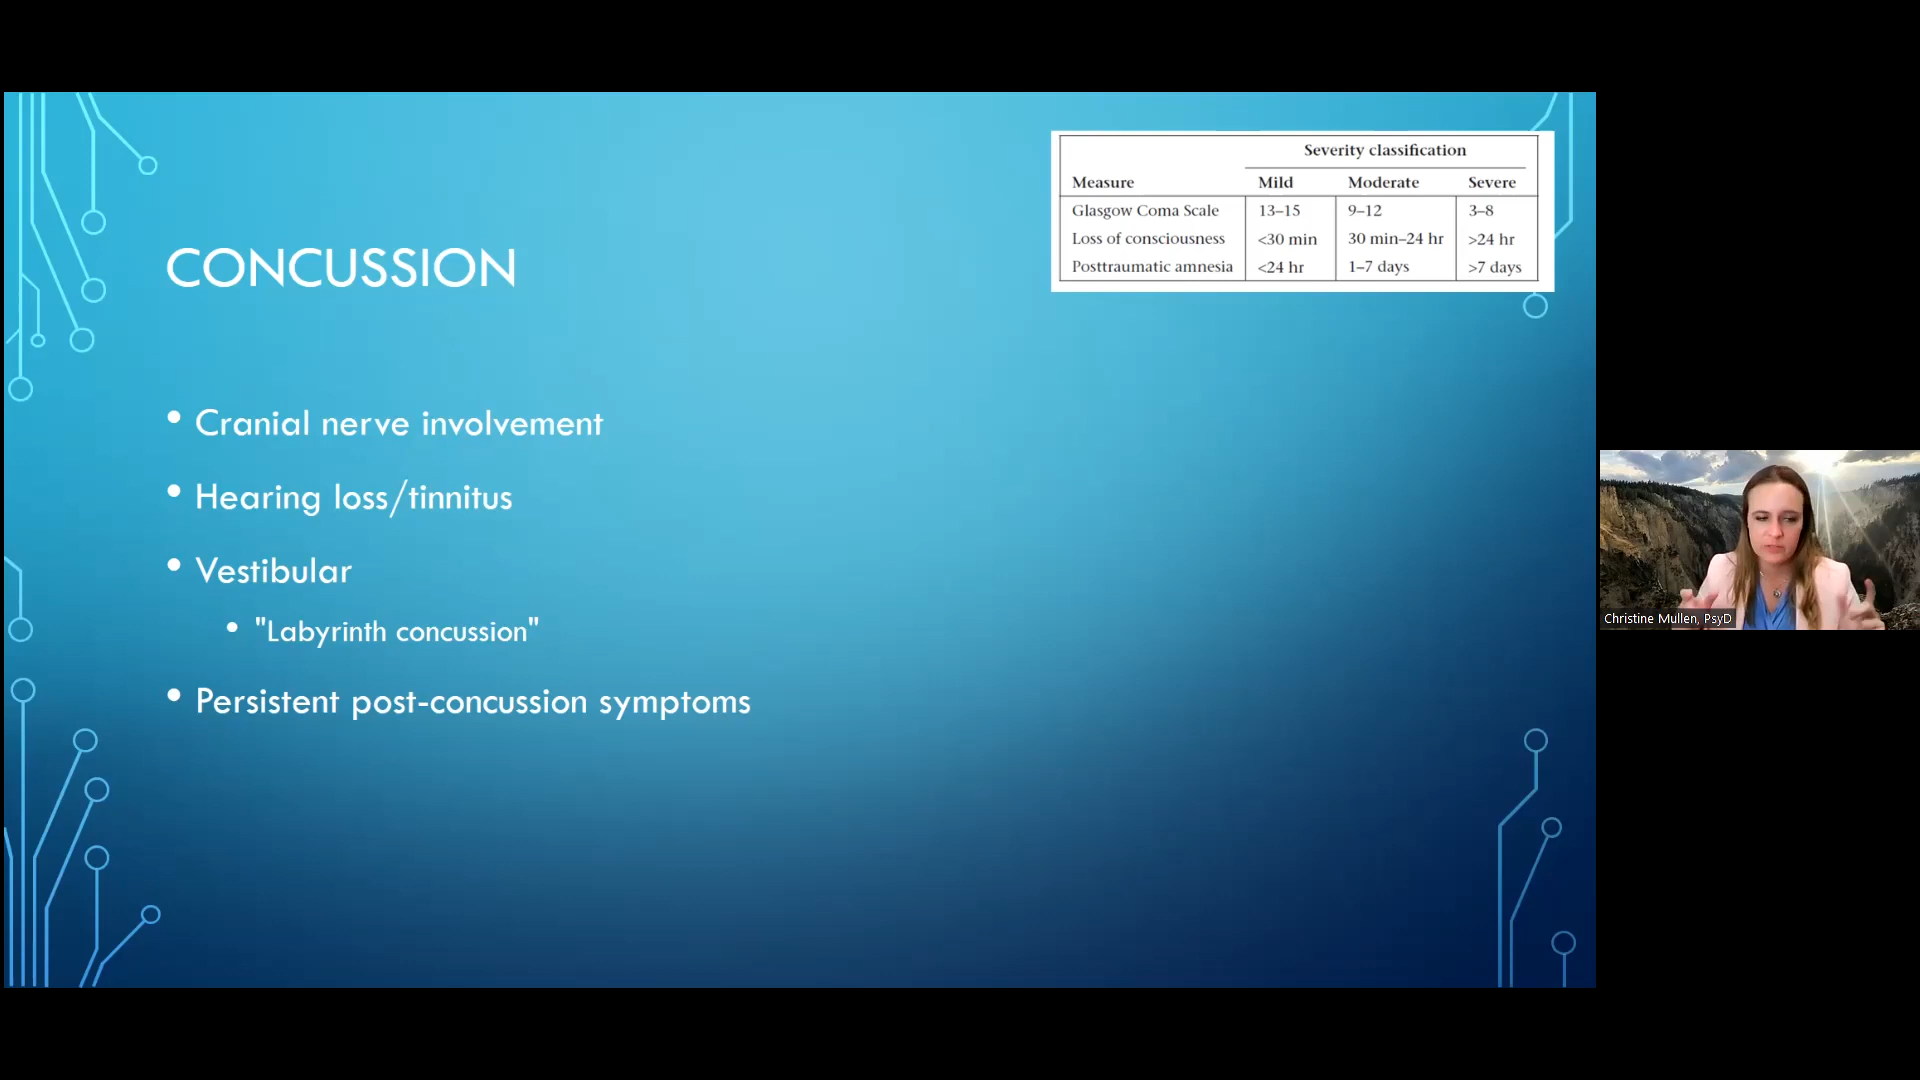 Severity classification
Measure Mild Moderate Severe
Glasgow Coma Scale 13–15 9–12 3–8
Loss of consciousness <30 min 30 min–24 hr >24 hr
Posttraumatic amnesia <24 hr 1–7 days >7 days
CONCUSSION
• Cranial nerve involvement
• Hearing loss/tinnitus
• Vestibular
• "Labyrinth concussion"
• Persistent post-concussion symptoms
Christine Mullen, PsyD